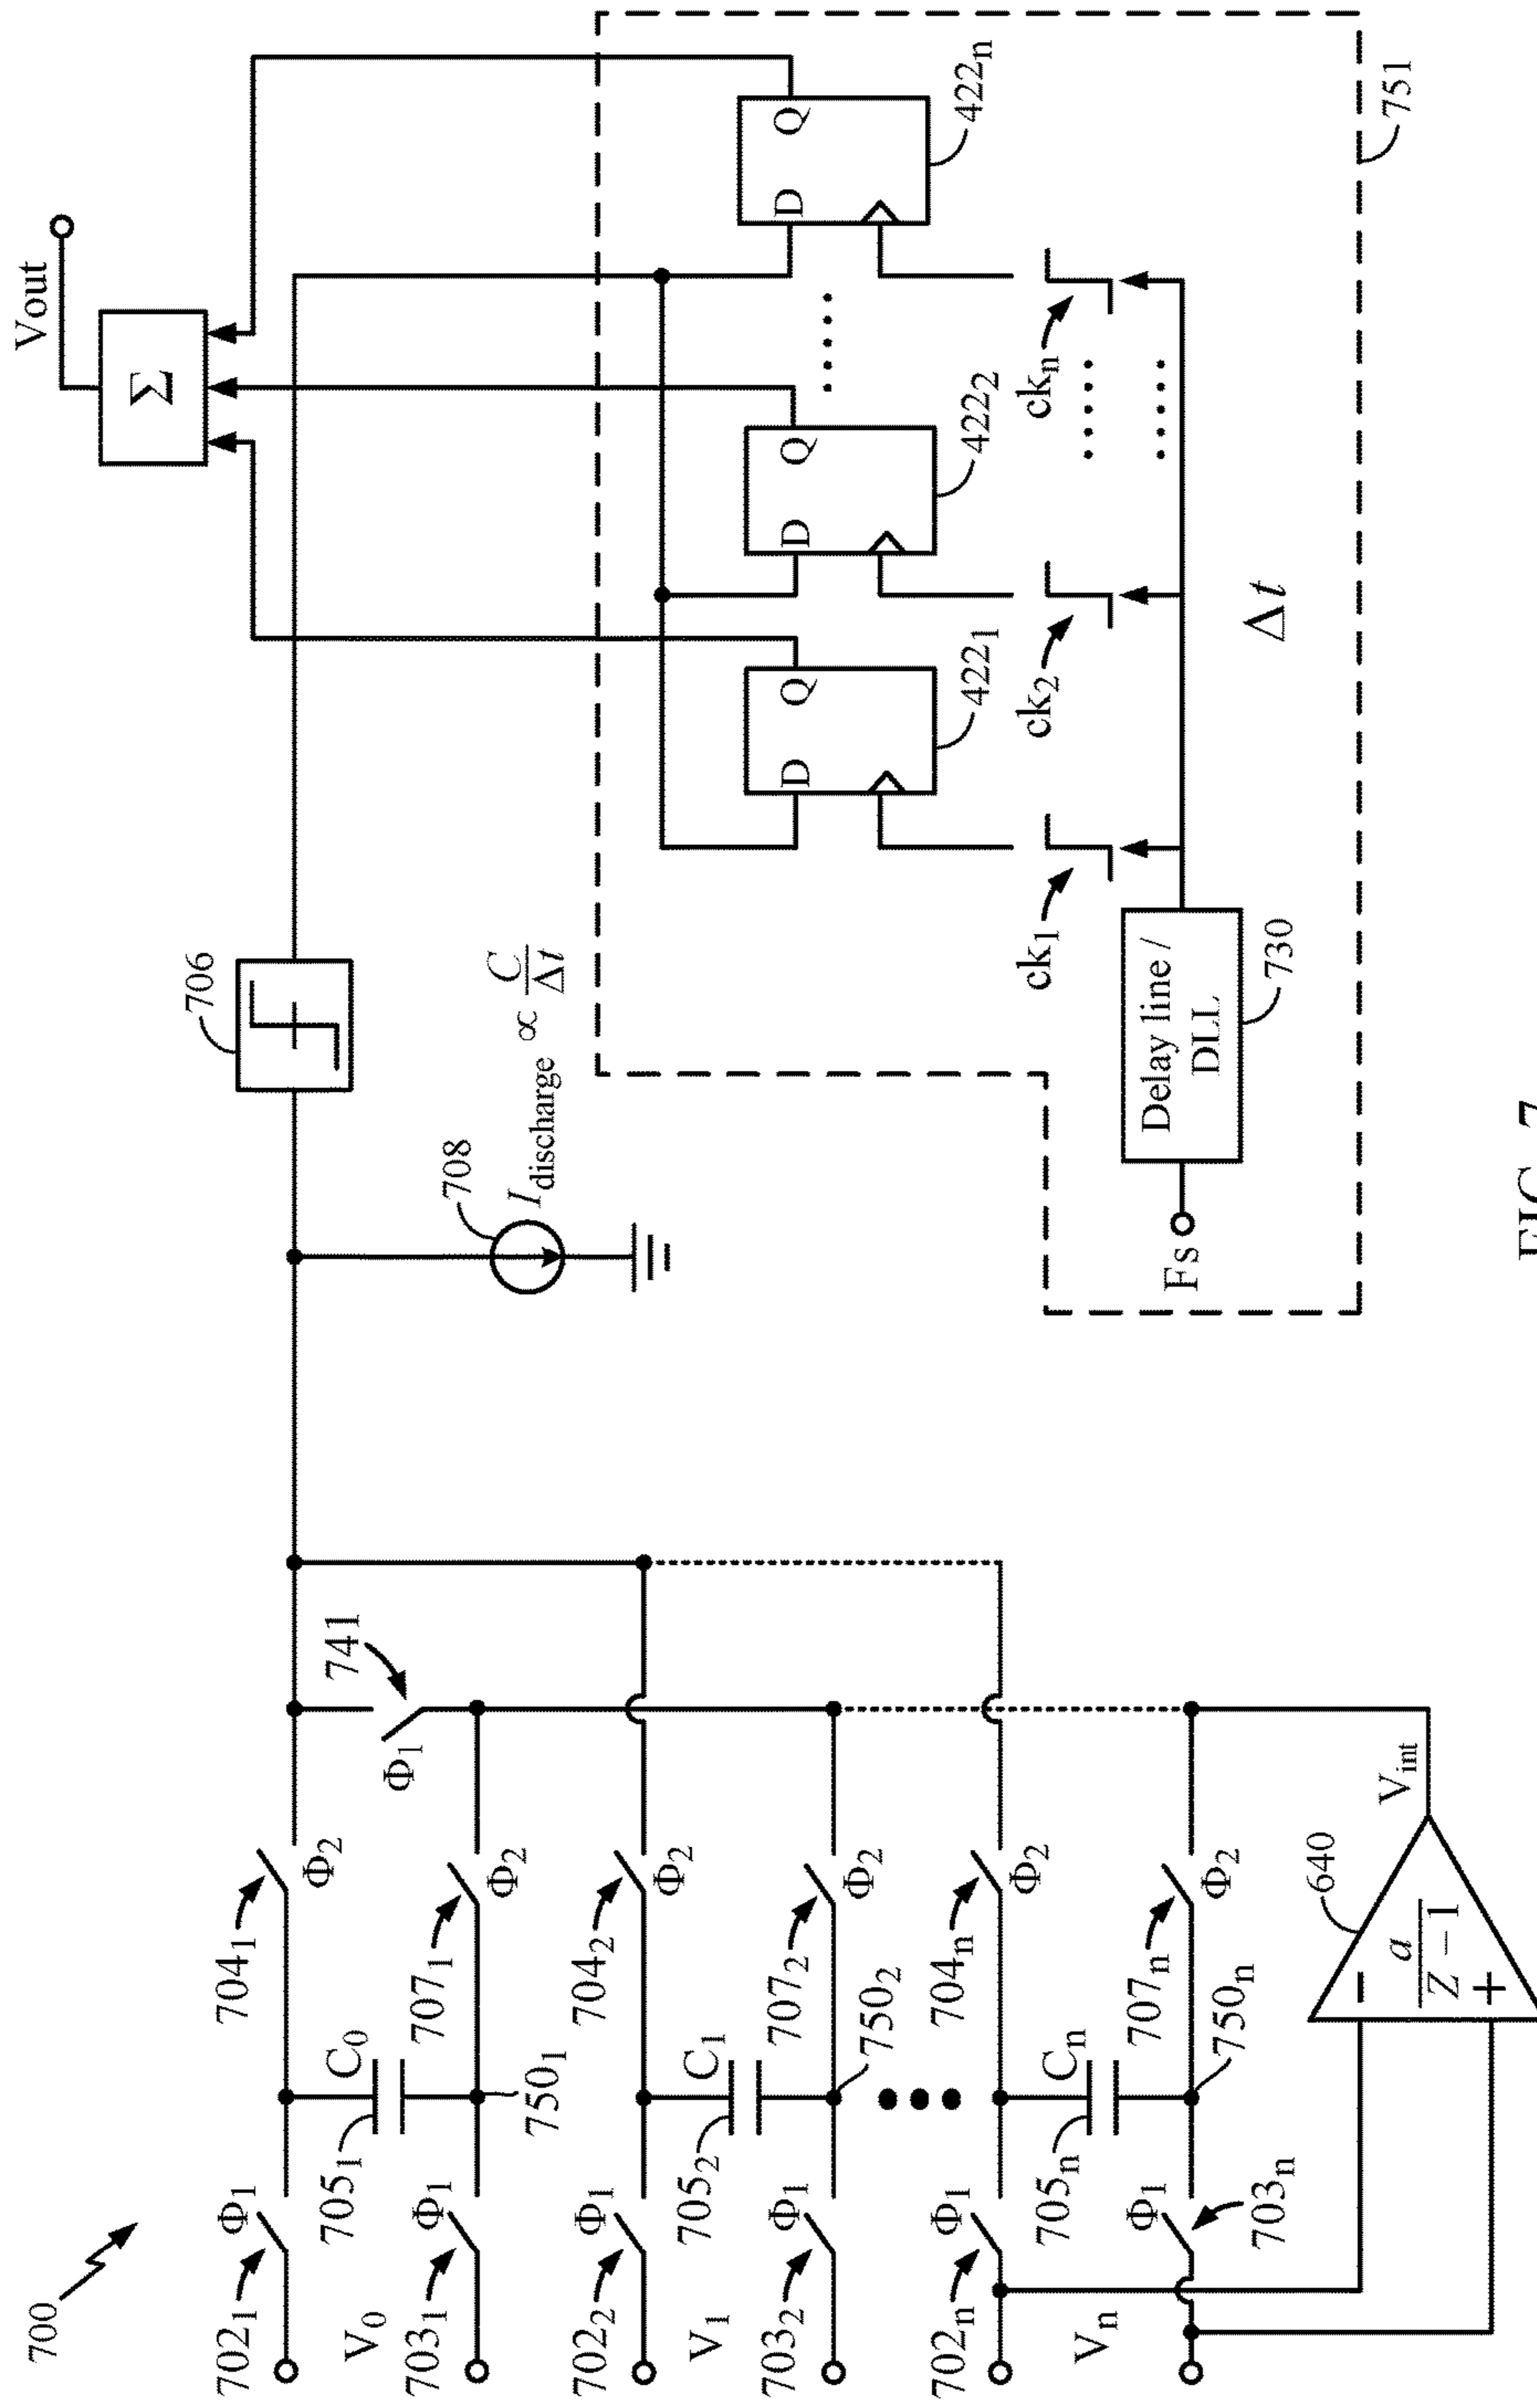 700
702₁
Φ₁
704₁
Φ₂
V₀
705₁
C₀
741
Φ₁
703₁
Φ₁
750₁
707₁
Φ₂
702₂
Φ₁
704₂
Φ₂
V₁
705₂
C₁
703₂
Φ₁
750₂
707₂
Φ₂
702ₙ
Φ₁
704ₙ
Φ₂
Vₙ
705ₙ
Cₙ
Φ₁
703ₙ
750ₙ
707ₙ
Φ₂
640
−
a / Z − 1
+
V_int
706
708
I_discharge ∝ C / Δt
Vout
Σ
D
Q
422₁
D
Q
422₂
.....
D
Q
422ₙ
ck₁
ck₂
ckₙ
.....
.....
Fs
Delay line /
DLL
730
Δt
751
FIG. 7